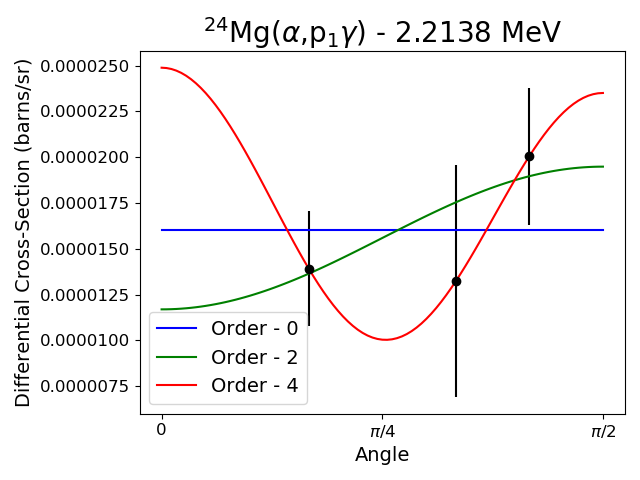 ²⁴Mg(α,p₁γ) - 2.2138 MeV
Differential Cross-Section (barns/sr)
0.0000250
0.0000225
0.0000200
0.0000175
0.0000150
0.0000125
0.0000100
0.0000075
Order - 0
Order - 2
Order - 4
0 π/4 π/2
Angle